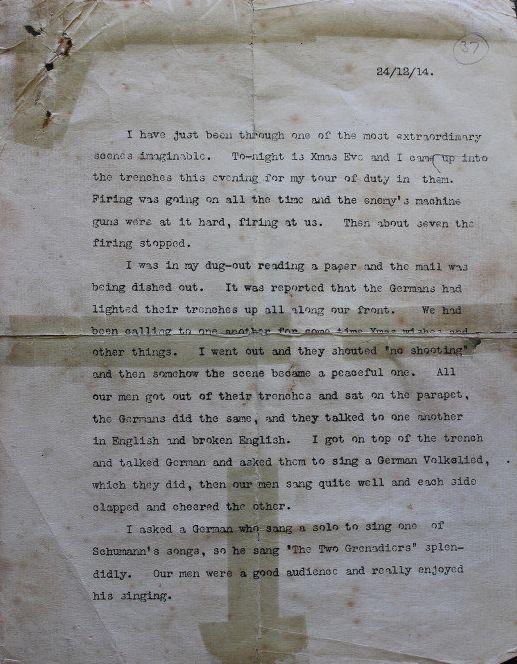 37
24/12/14.
I have just been through one of the most extraordinary
scenes imaginable. To-night is Xmas Eve and I came up into
the trenches this evening for my tour of duty in them.
Firing was going on all the time and the enemy's machine
guns were at it hard, firing at us. Then about seven the
firing stopped.
I was in my dug-out reading a paper and the mail was
being dished out. It was reported that the Germans had
lighted their trenches up all along our front. We had
been calling to one another for some time Xmas wishes and
other things. I went out and they shouted "no shooting"
and then somehow the scene became a peaceful one. All
our men got out of their trenches and sat on the parapet,
the Germans did the same, and they talked to one another
in English and broken English. I got on top of the trench
and talked German and asked them to sing a German Volkslied,
which they did, then our men sang quite well and each side
clapped and cheered the other.
I asked a German who sang a solo to sing one of
Schumann's songs, so he sang "The Two Grenadiers" splen-
didly. Our men were a good audience and really enjoyed
his singing.